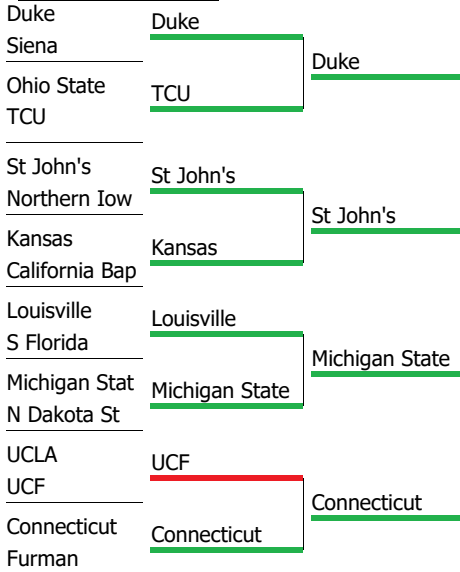 Duke
Siena
Ohio State
TCU
St John's
Northern Iow
Kansas
California Bap
Louisville
S Florida
Michigan Stat
N Dakota St
UCLA
UCF
Connecticut
Furman
Duke
TCU
St John's
Kansas
Louisville
Michigan State
UCF
Connecticut
Duke
St John's
Michigan State
Connecticut